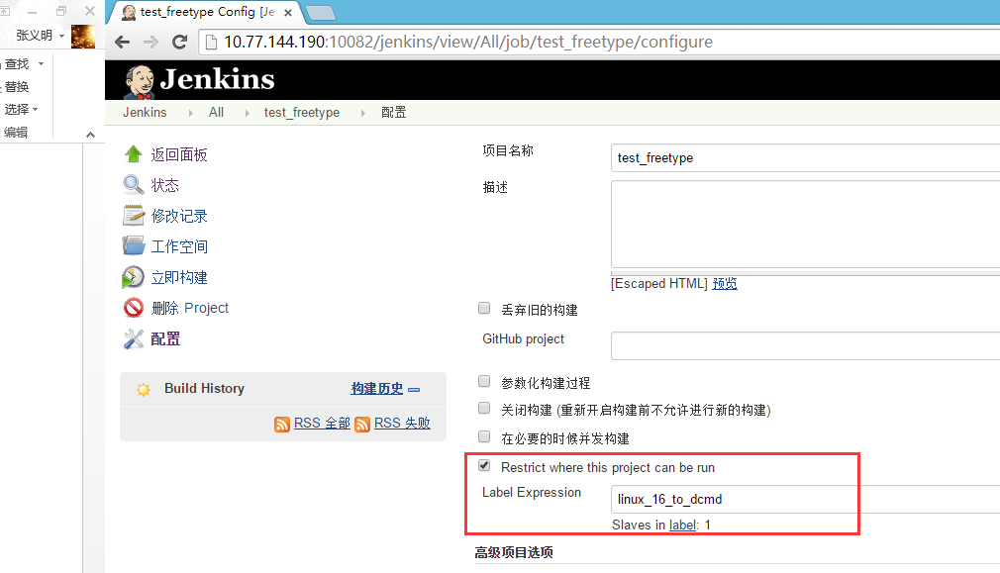 张义明
查找
替换
选择
编辑
test_freetype Config [Je
10.77.144.190:10082/jenkins/view/All/job/test_freetype/configure
Jenkins
Jenkins All test_freetype 配置
返回面板
状态
修改记录
工作空间
立即构建
删除 Project
配置
Build History 构建历史
RSS 全部 RSS 失败
项目名称 test_freetype
描述
[Escaped HTML] 预览
丢弃旧的构建
GitHub project
参数化构建过程
关闭构建 (重新开启构建前不允许进行新的构建)
在必要的时候并发构建
Restrict where this project can be run
Label Expression linux_16_to_dcmd
Slaves in label: 1
高级项目选项